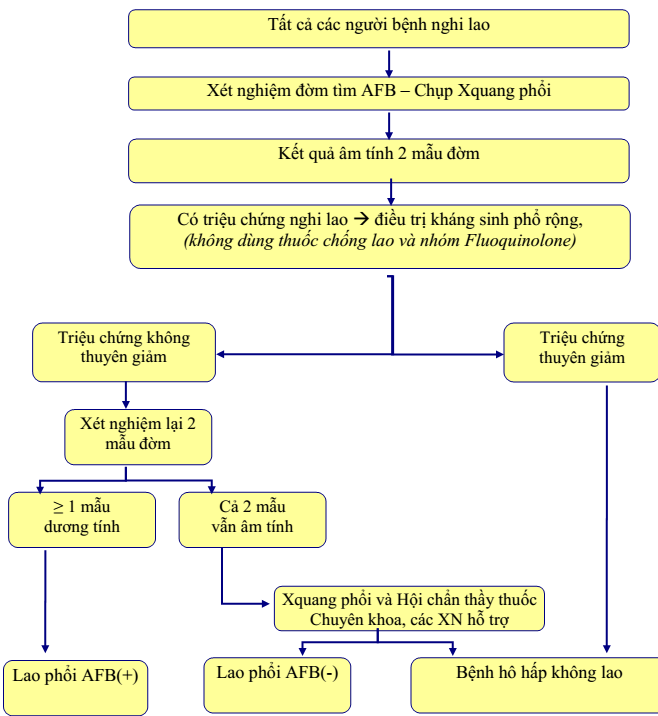 Tất cả các người bệnh nghi lao
Xét nghiệm đờm tìm AFB – Chụp Xquang phổi
Kết quả âm tính 2 mẫu đờm
Có triệu chứng nghi lao → điều trị kháng sinh phổ rộng,
(không dùng thuốc chống lao và nhóm Fluoquinolone)
Triệu chứng không
thuyên giảm
Triệu chứng
thuyên giảm
Xét nghiệm lại 2
mẫu đờm
≥ 1 mẫu
dương tính
Cả 2 mẫu
vẫn âm tính
Xquang phổi và Hội chẩn thầy thuốc
Chuyên khoa, các XN hỗ trợ
Lao phổi AFB(+)
Lao phổi AFB(-)
Bệnh hô hấp không lao